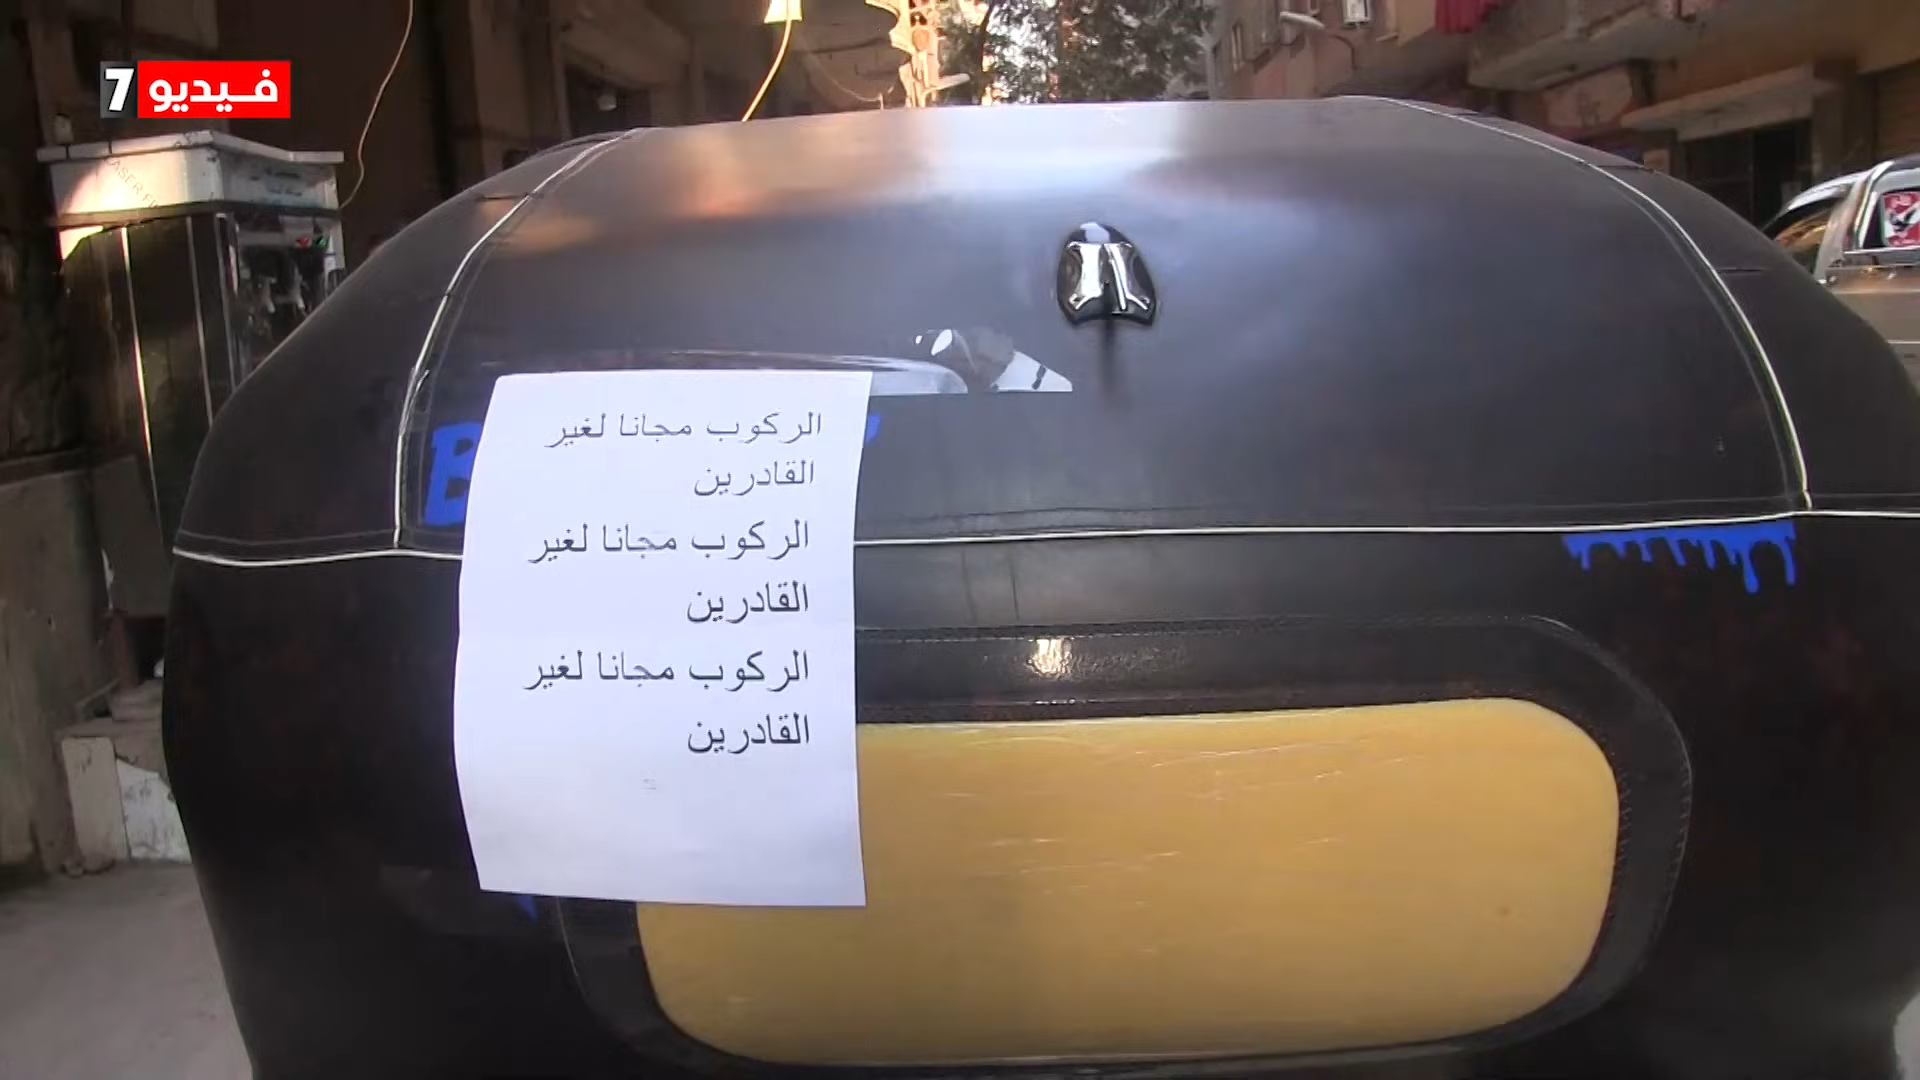 فيديو 7
الركوب مجانا لغير
القادرين
الركوب مجانا لغير
القادرين
الركوب مجانا لغير
القادرين